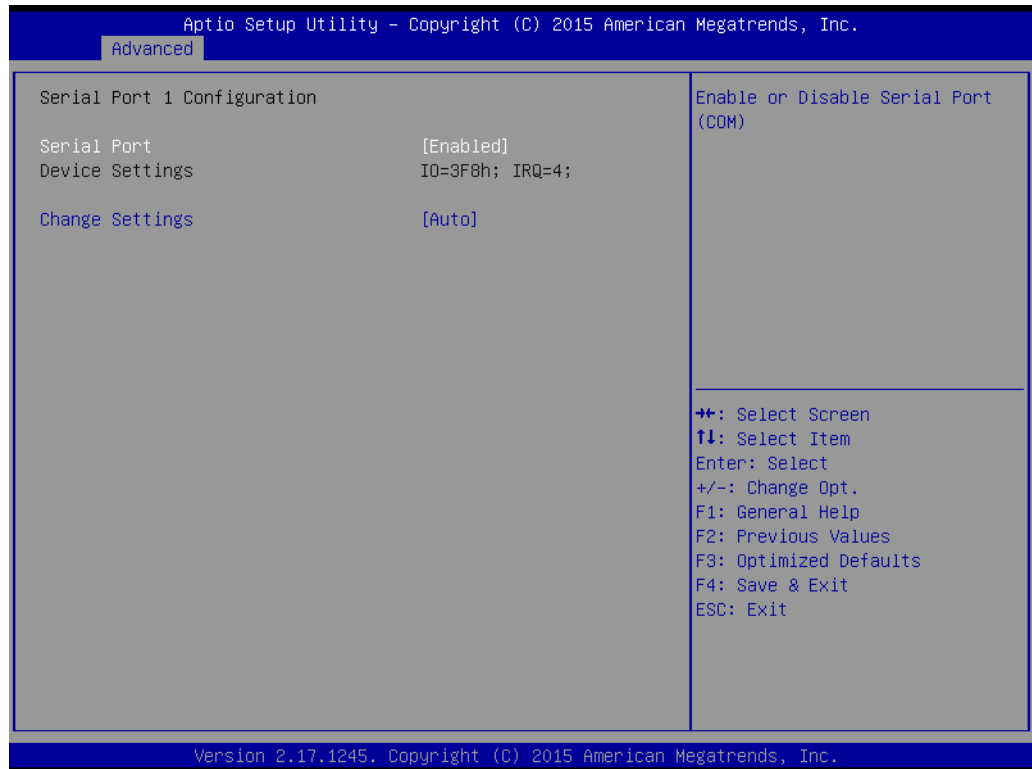 Aptio Setup Utility – Copyright (C) 2015 American Megatrends, Inc.
Advanced
Serial Port 1 Configuration
Serial Port [Enabled]
Device Settings IO=3F8h; IRQ=4;
Change Settings [Auto]
Enable or Disable Serial Port
(COM)
→←: Select Screen
↑↓: Select Item
Enter: Select
+/-: Change Opt.
F1: General Help
F2: Previous Values
F3: Optimized Defaults
F4: Save & Exit
ESC: Exit
Version 2.17.1245. Copyright (C) 2015 American Megatrends, Inc.